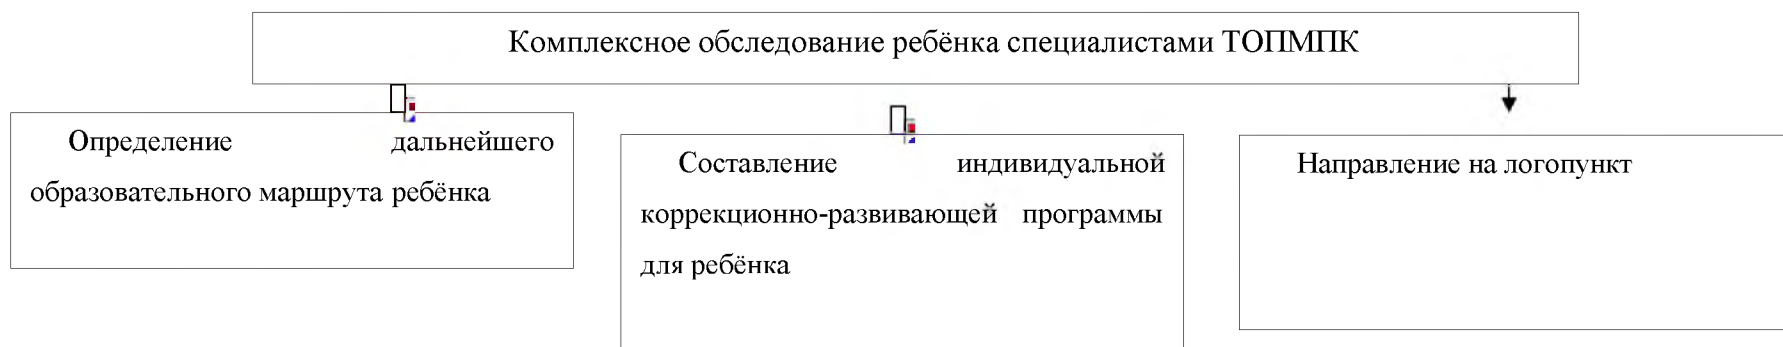 Комплексное обследование ребёнка специалистами ТОПМПК
Определение дальнейшего
образовательного маршрута ребёнка
Составление индивидуальной
коррекционно-развивающей программы
для ребёнка
Направление на логопункт